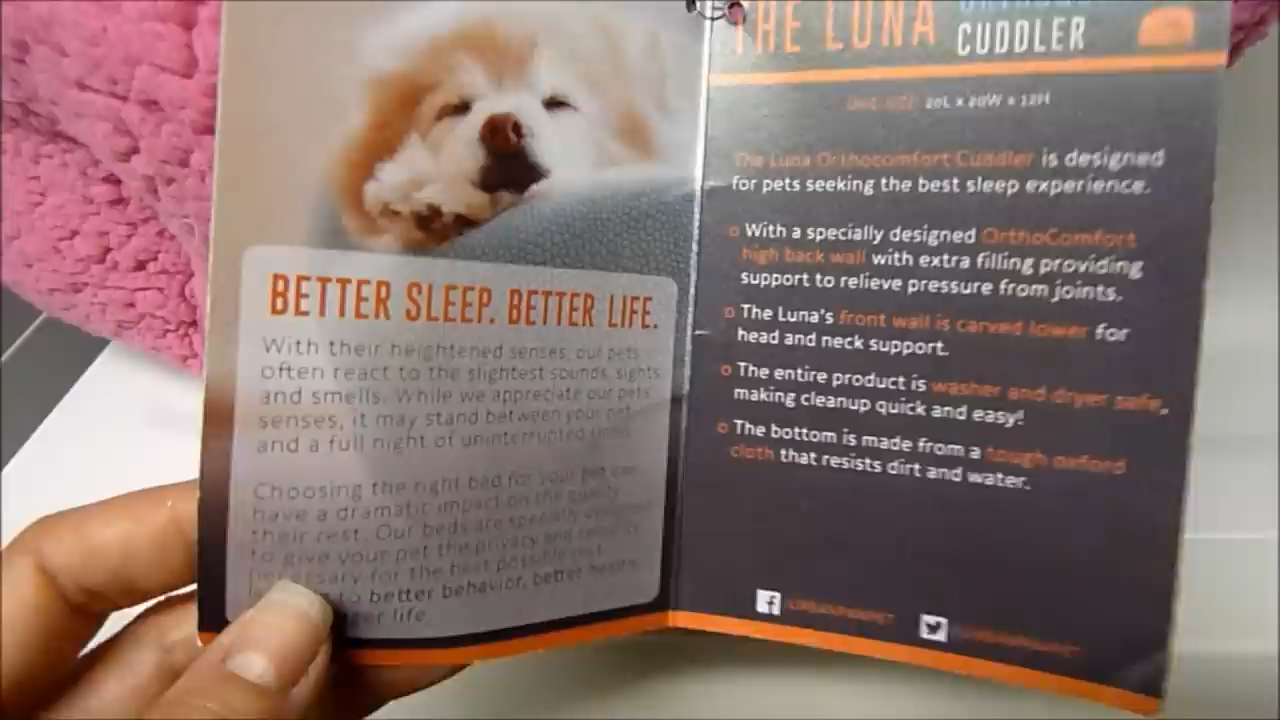 BETTER SLEEP. BETTER LIFE.
With their heightened senses, our pets
often react to the slightest sounds, sights,
and smells. While we appreciate our pets'
senses, it may stand between your pet
and a full night of uninterrupted
Choosing the right bed for your pet can
have a dramatic impact on the quality
their rest. Our beds are specially
to give your pet the privacy and
necessary for the best possible rest
to better behavior, better health
life.
THE LUNA
CUDDLER
20L x 20W x 12H
The Luna Orthocomfort Cuddler is designed
for pets seeking the best sleep experience.
o With a specially designed OrthoComfort
high back wall with extra filling providing
support to relieve pressure from joints.
o The Luna's front wall is carved lower for
head and neck support.
o The entire product is washer and dryer safe,
making cleanup quick and easy!
o The bottom is made from a tough oxford
cloth that resists dirt and water.